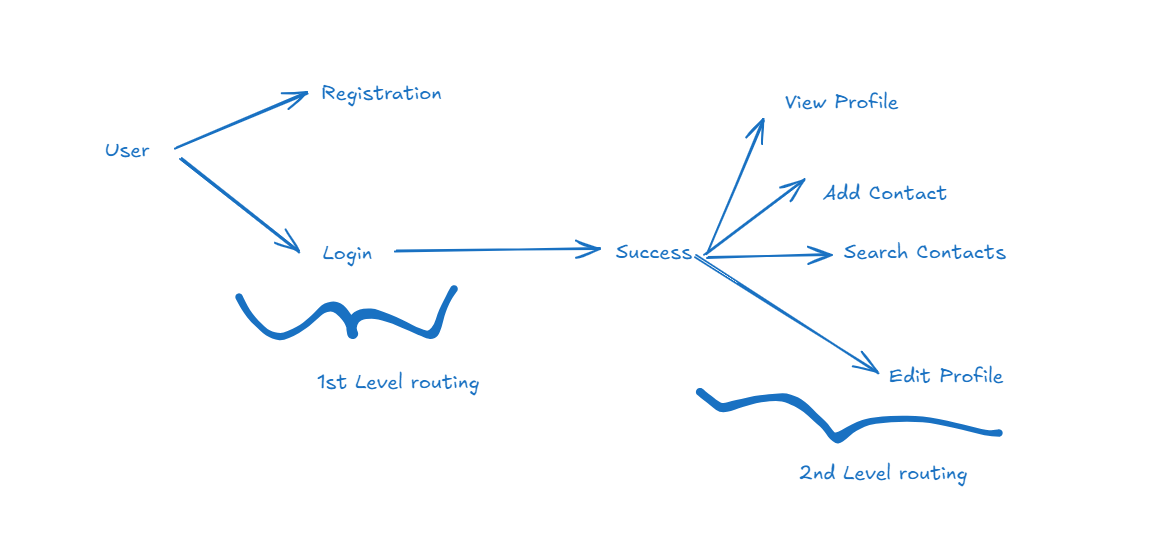 Registration
User
Login
1st Level routing
Success
View Profile
Add Contact
Search Contacts
Edit Profile
2nd Level routing